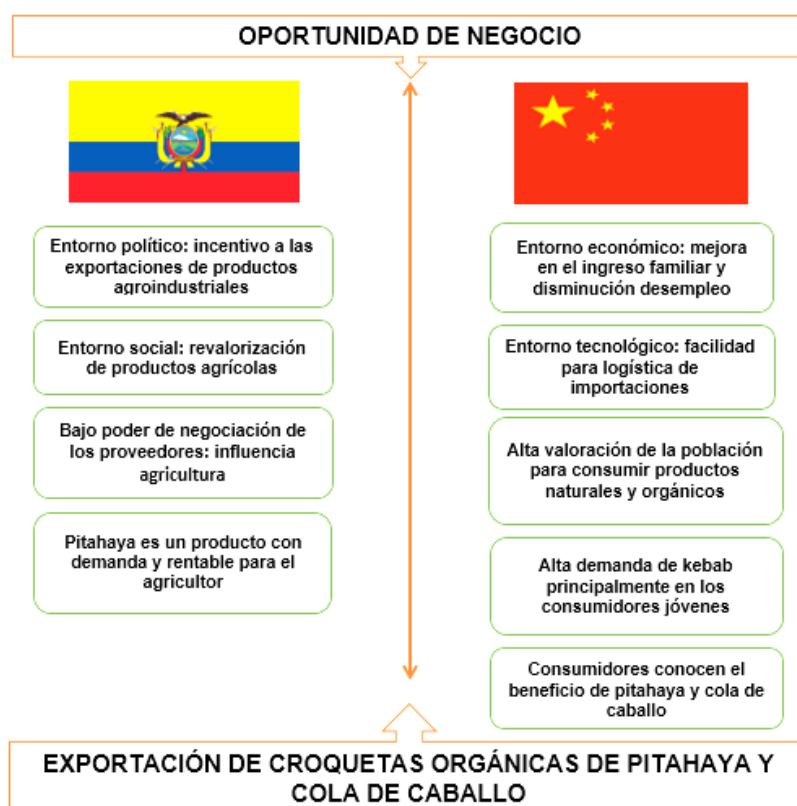 OPORTUNIDAD DE NEGOCIO
Entorno político: incentivo a las
exportaciones de productos
agroindustriales
Entorno social: revalorización
de productos agrícolas
Bajo poder de negociación de
los proveedores: influencia
agricultura
Pitahaya es un producto con
demanda y rentable para el
agricultor
Entorno económico: mejora
en el ingreso familiar y
disminución desempleo
Entorno tecnológico: facilidad
para logística de
importaciones
Alta valoración de la población
para consumir productos
naturales y orgánicos
Alta demanda de kebab
principalmente en los
consumidores jóvenes
Consumidores conocen el
beneficio de pitahaya y cola de
caballo
EXPORTACIÓN DE CROQUETAS ORGÁNICAS DE PITAHAYA Y
COLA DE CABALLO